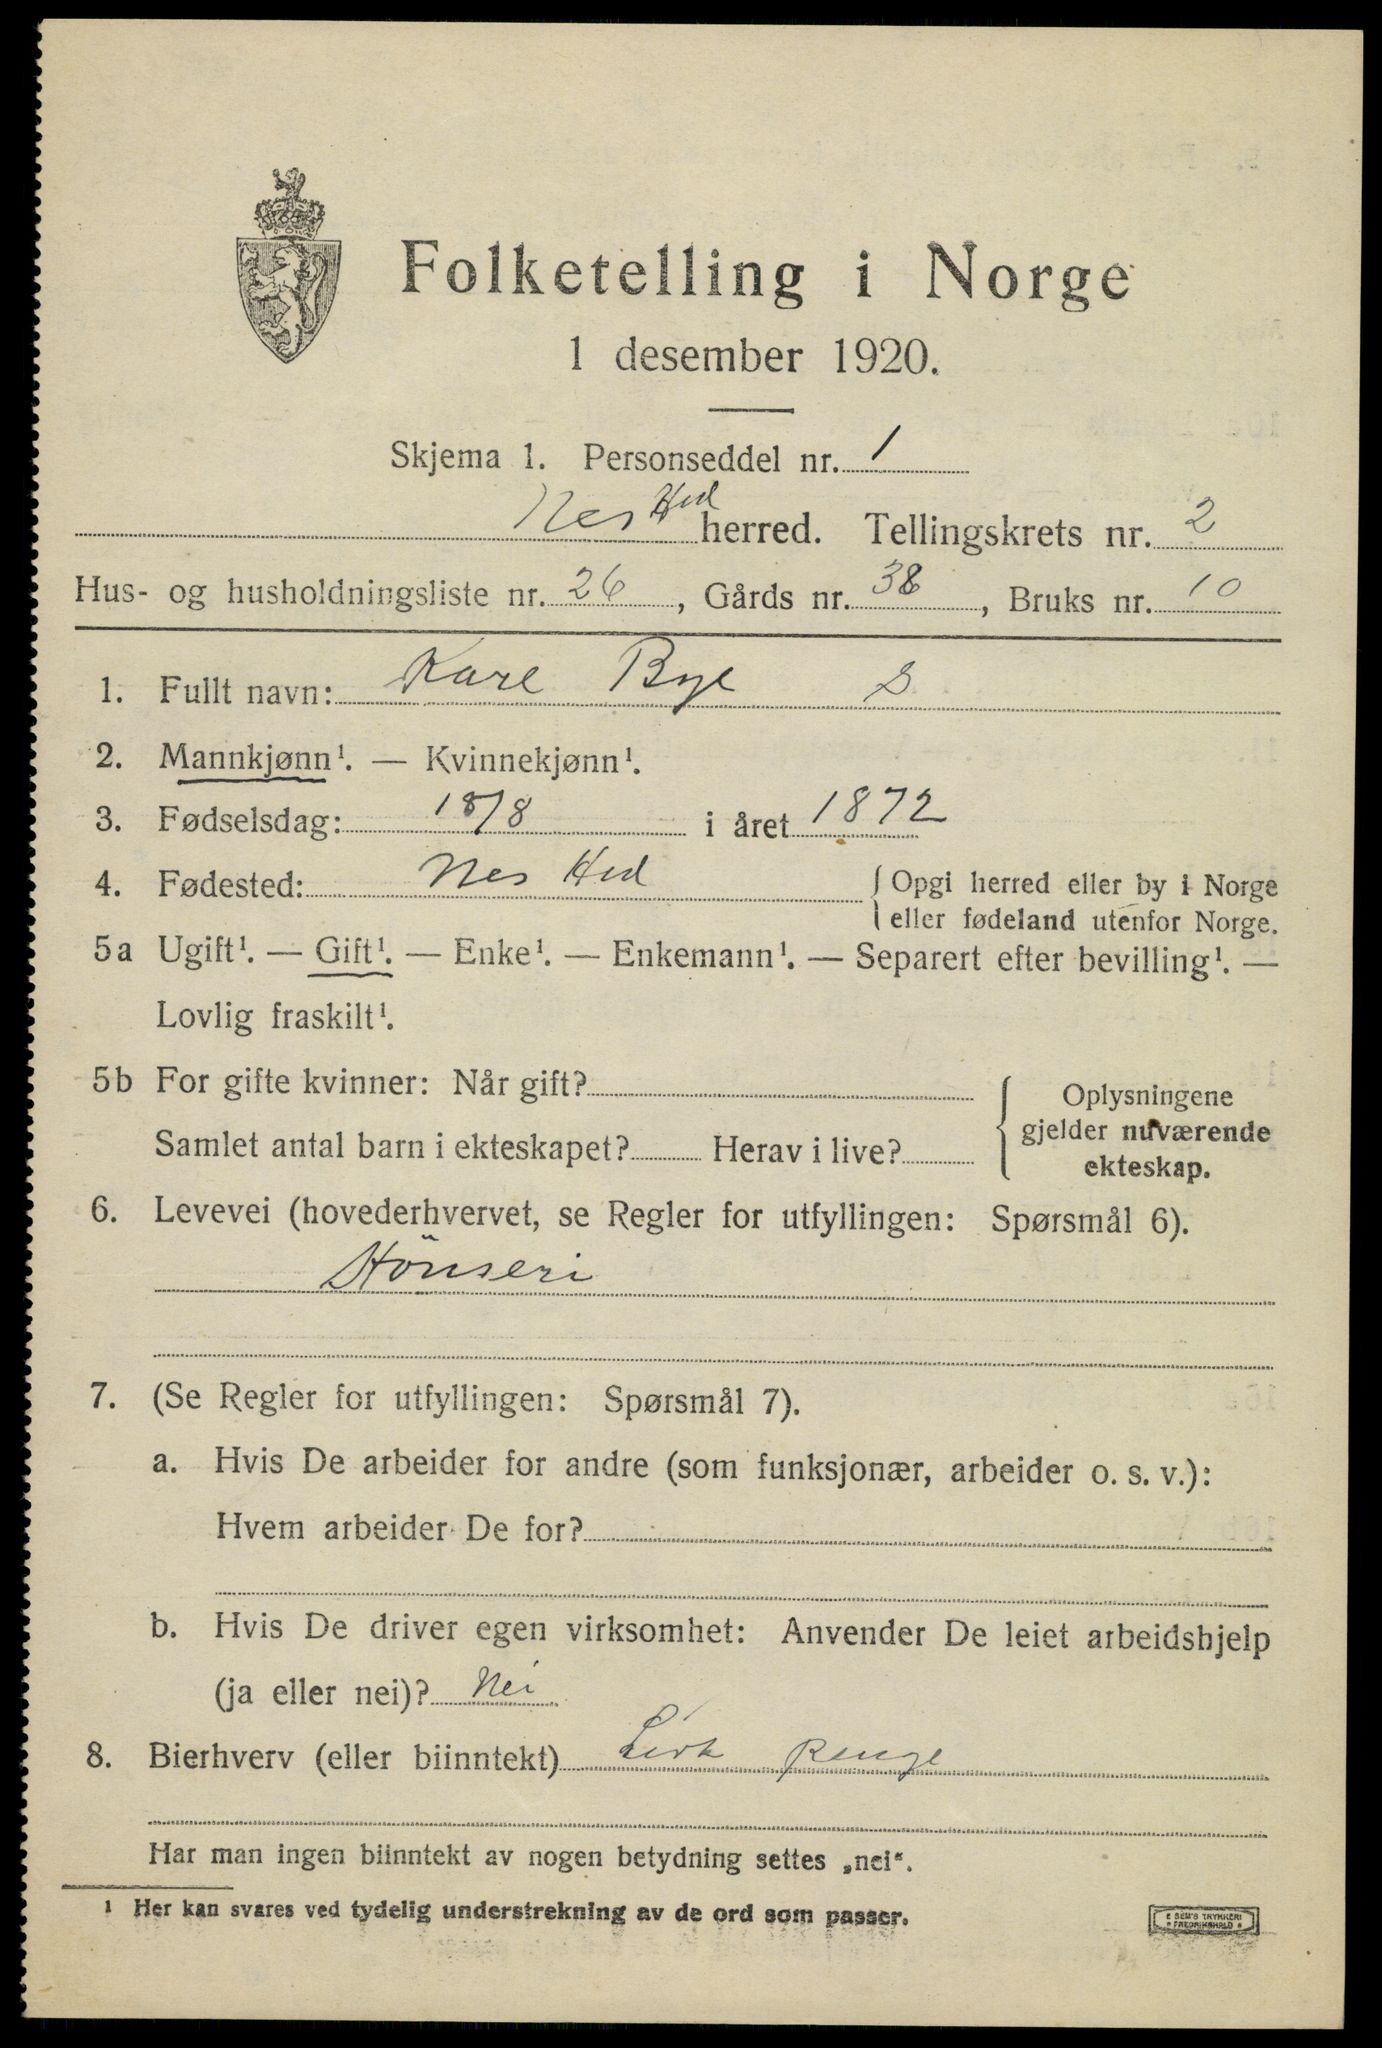 Folketelling i Norge
1 desember 1920.
Skjema 1. Personseddel nr. 1
Nes Hed herred. Tellingskrets nr. 2
Hus- og husholdningsliste nr. 26, Gårds nr. 38, Bruks nr. 10
1. Fullt navn: Karl Bye S
2. Mannkjønn¹. — Kvinnekjønn¹.
3. Fødselsdag: 18/8 i året 1872
4. Fødested: Nes Hed { Opgi herred eller by i Norge
eller fødeland utenfor Norge.
5a Ugift¹. — Gift¹. — Enke¹. — Enkemann¹. — Separert efter bevilling¹. —
Lovlig fraskilt¹.
5b For gifte kvinner: Når gift?
Samlet antal barn i ekteskapet? Herav i live?
{ Oplysningene
gjelder nuværende
ekteskap.
6. Levevei (hovederhvervet, se Regler for utfyllingen: Spørsmål 6).
Hönseri
7. (Se Regler for utfyllingen: Spørsmål 7).
a. Hvis De arbeider for andre (som funksjonær, arbeider o. s. v.):
Hvem arbeider De for?
b. Hvis De driver egen virksomhet: Anvender De leiet arbeidshjelp
(ja eller nei)? Nei
8. Bierhverv (eller biinntekt)
Har man ingen biinntekt av nogen betydning settes „nei“.
¹ Her kan svares ved tydelig understrekning av de ord som passer.
E SEM'S TRYKKERI
FREDRIKSHALD